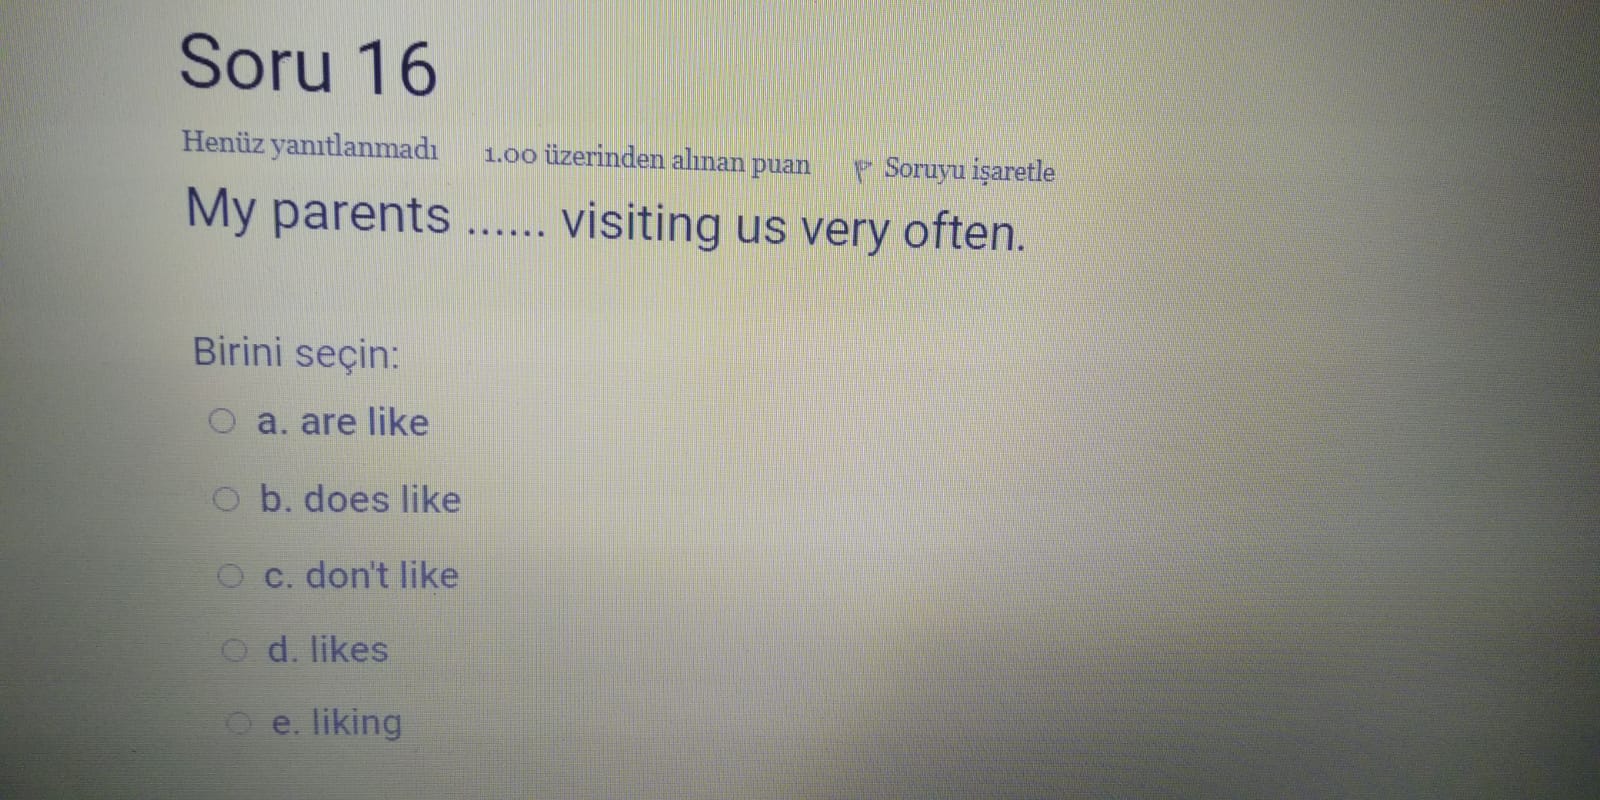 Soru 16
Henüz yanıtlanmadı 1.00 üzerinden alınan puan Soruyu işaretle
My parents ...... visiting us very often.
Birini seçin:
a. are like
b. does like
c. don't like
d. likes
e. liking